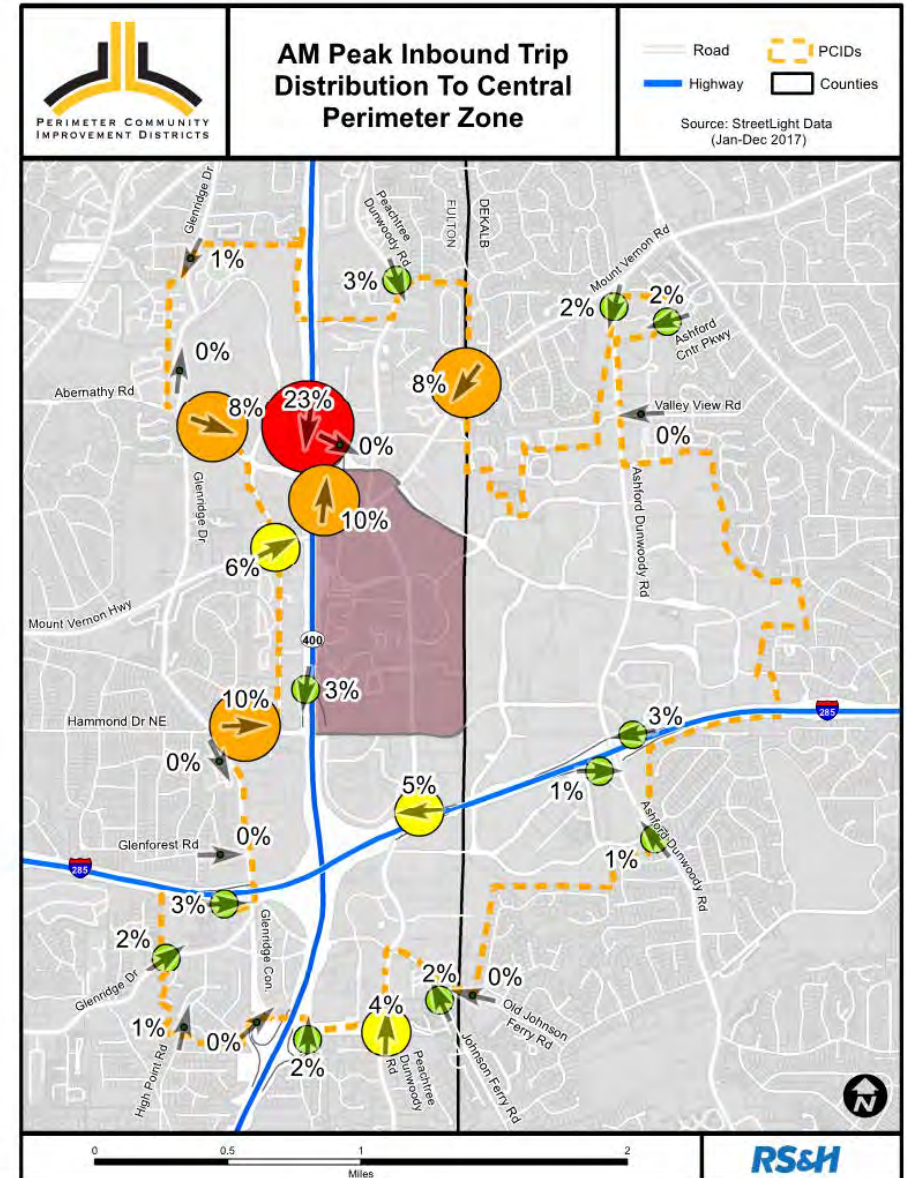 PERIMETER COMMUNITY
IMPROVEMENT DISTRICTS
AM Peak Inbound Trip
Distribution To Central
Perimeter Zone
Road
PCIDs
Highway
Counties
Source: StreetLight Data
(Jan-Dec 2017)
Glenridge Dr
1%
Peachtree
Dunwoody Rd
3%
FULTON
DEKALB
Mount Vernon Rd
2%
2%
Ashford
Cntr Pkwy
0%
Abernathy Rd
8%
23%
0%
8%
Valley View Rd
0%
Glenridge Dr
10%
6%
Ashford Dunwoody Rd
Mount Vernon Hwy
400
3%
10%
Hammond Dr NE
0%
3%
285
1%
5%
Glenforest Rd
0%
Ashford Dunwoody Rd
1%
285
3%
2%
Glenridge Con.
Glenridge Dr
1%
0%
High Point Rd
2%
4%
Peachtree
Dunwoody
Rd
2%
0%
Old Johnson
Ferry Rd
Johnson Ferry Rd
N
0
0.5
1
2
Miles
RS&H